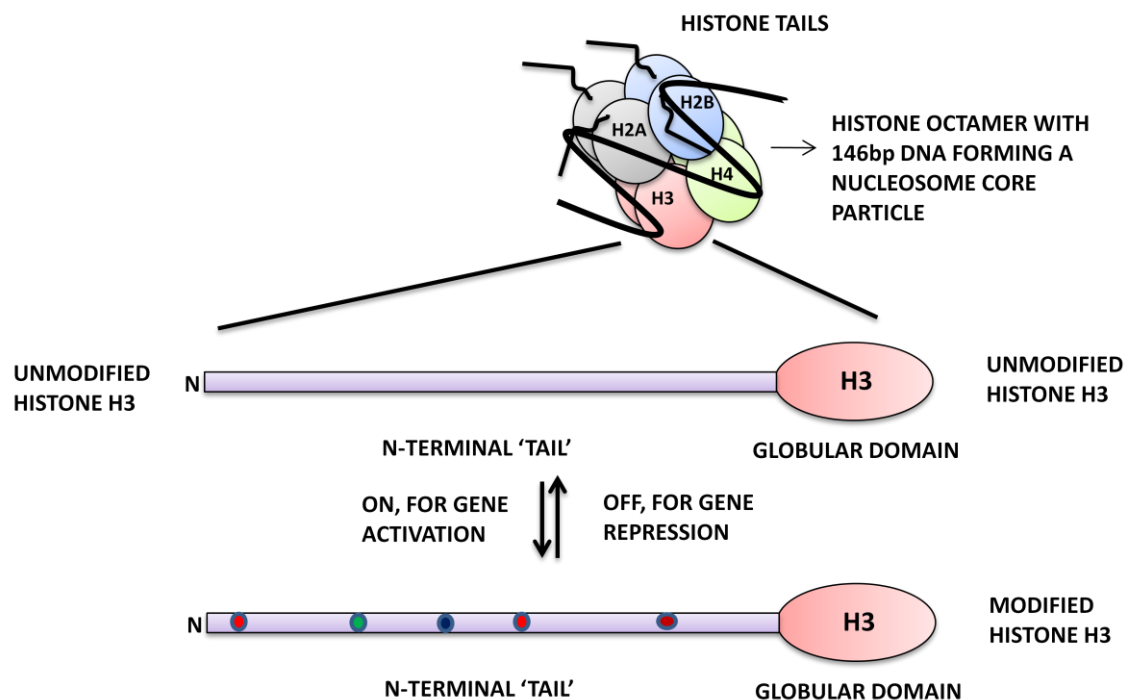 HISTONE TAILS
H2B
H2A
H4
H3
HISTONE OCTAMER WITH
146bp DNA FORMING A
NUCLEOSOME CORE
PARTICLE
UNMODIFIED
HISTONE H3
N
H3
UNMODIFIED
HISTONE H3
N-TERMINAL ‘TAIL’
GLOBULAR DOMAIN
ON, FOR GENE
ACTIVATION
OFF, FOR GENE
REPRESSION
N
H3
MODIFIED
HISTONE H3
N-TERMINAL ‘TAIL’
GLOBULAR DOMAIN